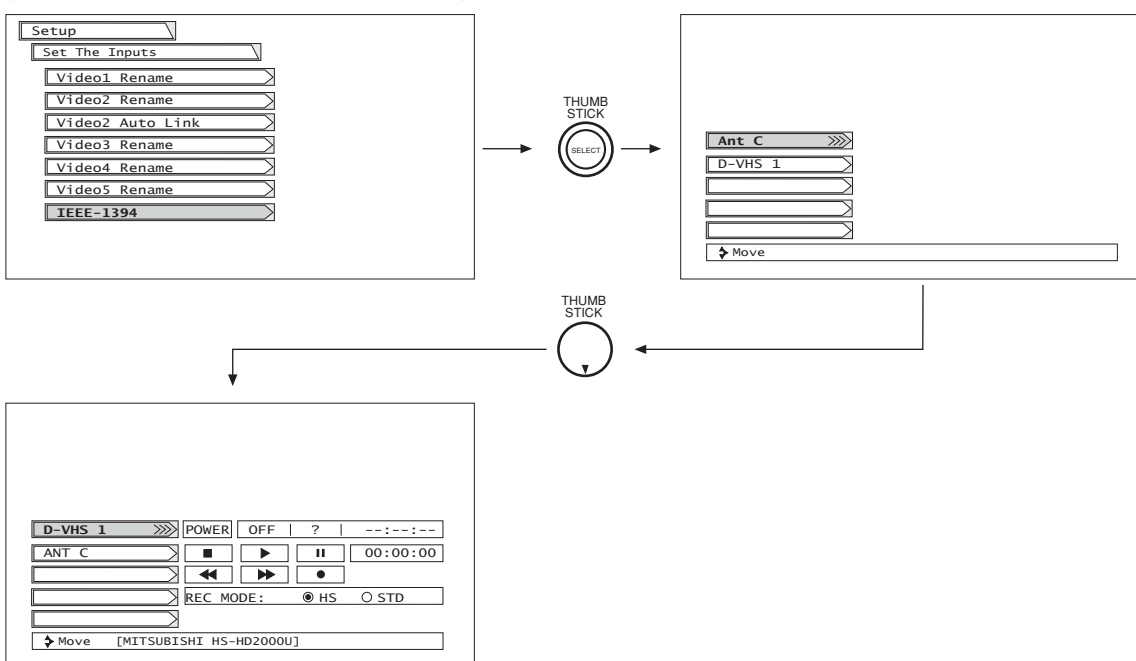 Setup
Set The Inputs
Video1 Rename
Video2 Rename
Video2 Auto Link
Video3 Rename
Video4 Rename
Video5 Rename
IEEE-1394
THUMB
STICK
SELECT
Ant C
D-VHS 1
Move
THUMB
STICK
D-VHS 1 POWER OFF | ? | --:--:--
ANT C 00:00:00
REC MODE: HS STD
Move [MITSUBISHI HS-HD2000U]